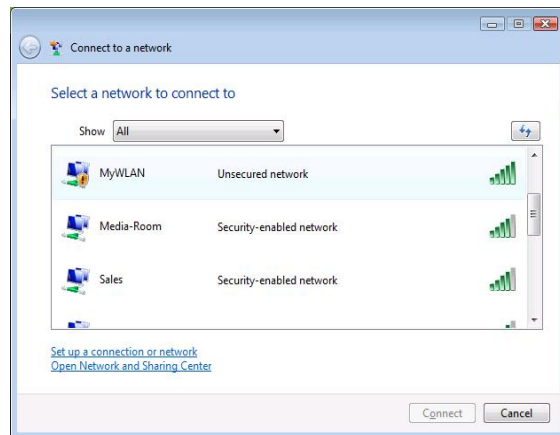 Connect to a network
Select a network to connect to
Show All
MyWLAN Unsecured network
Media-Room Security-enabled network
Sales Security-enabled network
Set up a connection or network
Open Network and Sharing Center
Connect Cancel